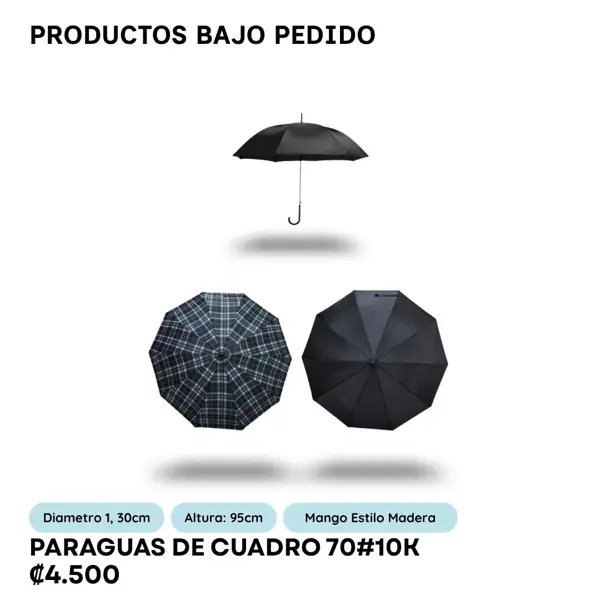 PRODUCTOS BAJO PEDIDO
Diametro 1, 30cm
Altura: 95cm
Mango Estilo Madera
PARAGUAS DE CUADRO 70#10K
₡4.500